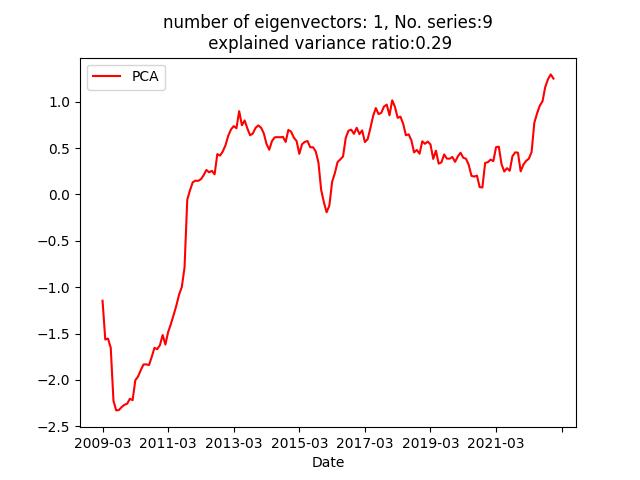 number of eigenvectors: 1, No. series:9
explained variance ratio:0.29
PCA
1.0
0.5
0.0
−0.5
−1.0
−1.5
−2.0
−2.5
2009-03 2011-03 2013-03 2015-03 2017-03 2019-03 2021-03
Date